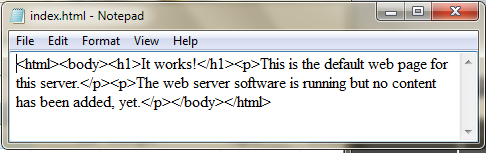 index.html - Notepad
File Edit Format View Help
<html><body><h1>It works!</h1><p>This is the default web page for
this server.</p><p>The web server software is running but no content
has been added, yet.</p></body></html>